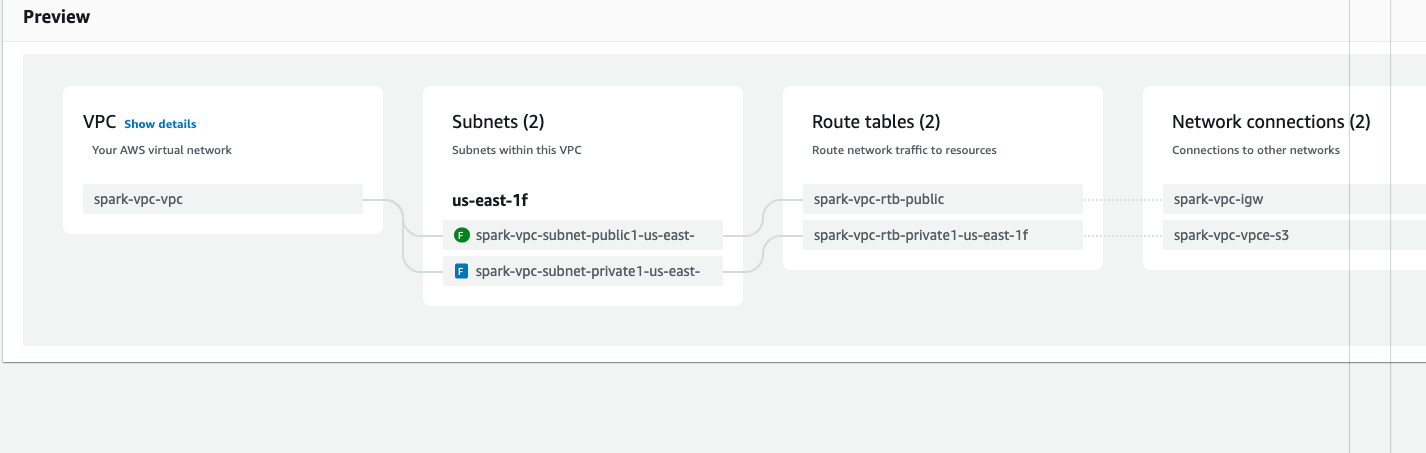 Preview
VPC Show details
Your AWS virtual network
spark-vpc-vpc
Subnets (2)
Subnets within this VPC
us-east-1f
F spark-vpc-subnet-public1-us-east-
F spark-vpc-subnet-private1-us-east-
Route tables (2)
Route network traffic to resources
spark-vpc-rtb-public
spark-vpc-rtb-private1-us-east-1f
Network connections (2)
Connections to other networks
spark-vpc-igw
spark-vpc-vpce-s3